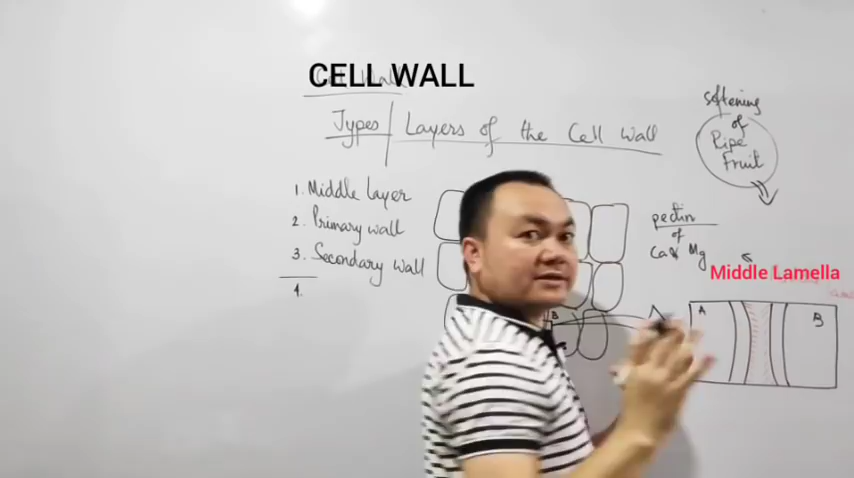 CELL WALL
Types / Layers of the Cell Wall
1. Middle Layer
2. Primary wall
3. Secondary wall
4.
softening
of
Ripe
Fruit
pectin
of
Ca & Mg
Middle Lamella
A
B
B